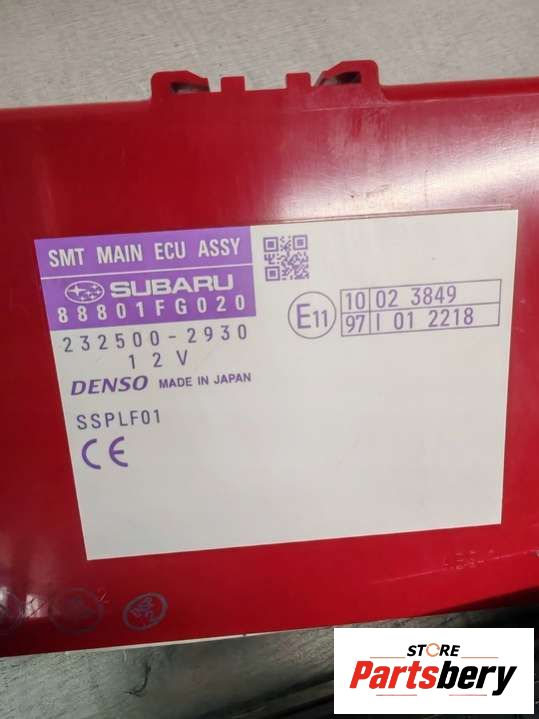 SMT MAIN ECU ASSY
SUBARU
88801FG020
232500-2930
12V
DENSO MADE IN JAPAN
SSPLF01
CE
E11
10 02 3849
97 I 01 2218
STORE
Partsbery